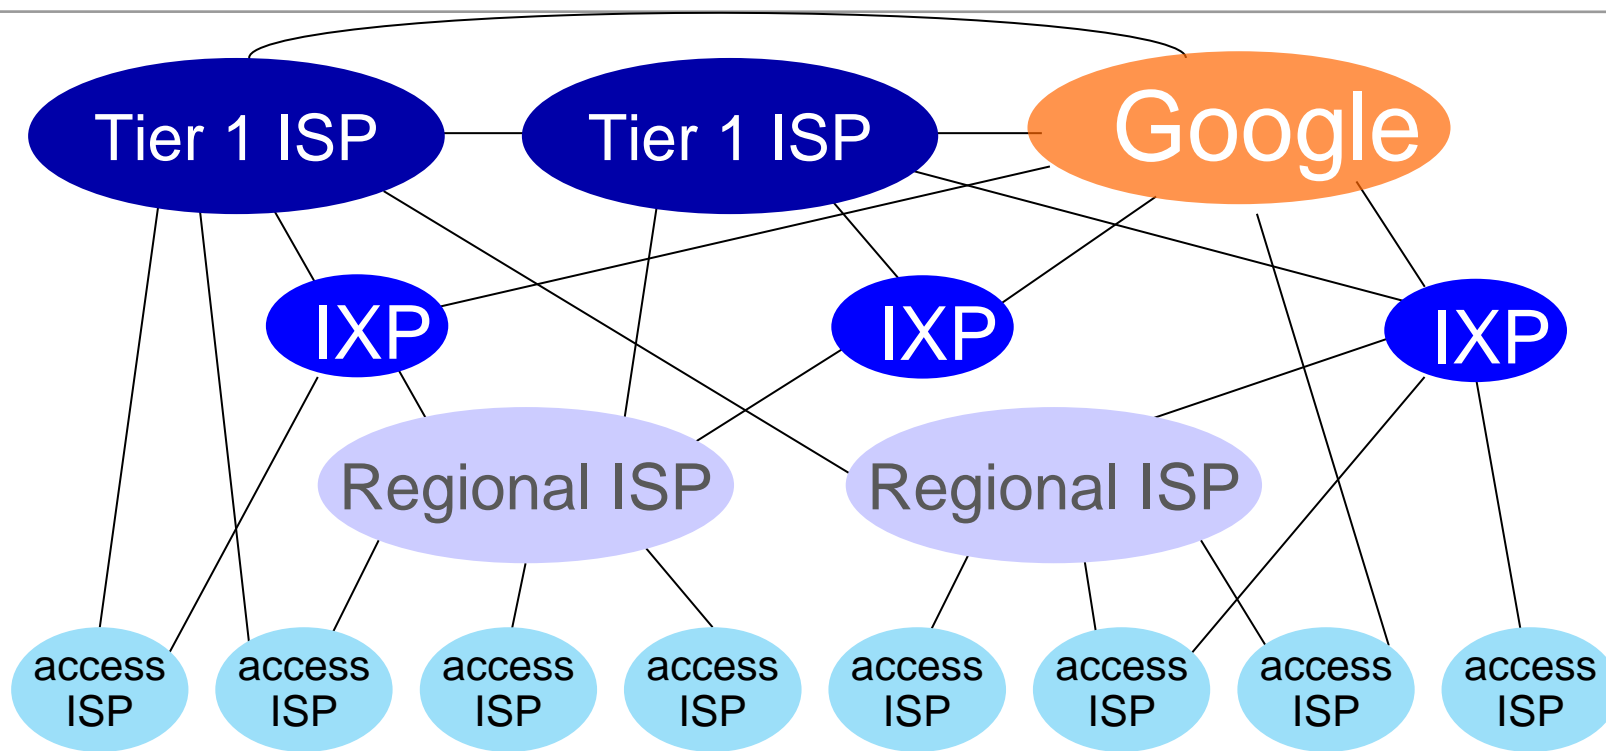 Tier 1 ISP
Tier 1 ISP
Google
IXP
IXP
IXP
Regional ISP
Regional ISP
access
ISP
access
ISP
access
ISP
access
ISP
access
ISP
access
ISP
access
ISP
access
ISP